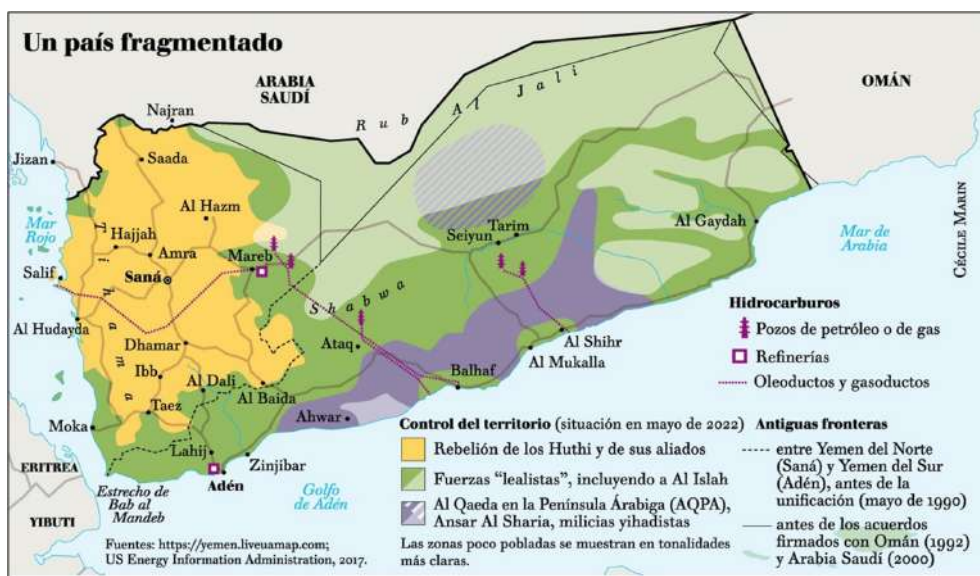 Un país fragmentado
ARABIA
SAUDÍ
OMÁN
Rub Al Jali
Najran
Jizan
Saada
Mar
Rojo
Al Hazm
Hajjah
Amra
Tihama
Saná
Mareb
Salif
Seiyun
Tarim
Al Gaydah
Mar de
Arabia
CÉCILE MARIN
Shabwa
Al Hudayda
Dhamar
Ataq
Al Shihr
Al Mukalla
Ibb
Al Dali
Al Baida
Balhaf
Taez
Moka
Ahwar
Lahij
Zinjibar
Adén
ERITREA
Estrecho de
Bab al
Mandeb
Golfo
de Adén
YIBUTI
Hidrocarburos
Pozos de petróleo o de gas
Refinerías
Oleoductos y gasoductos
Control del territorio (situación en mayo de 2022)
Rebelión de los Huthi y de sus aliados
Fuerzas “lealistas”, incluyendo a Al Islah
Al Qaeda en la Península Árabiga (AQPA),
Ansar Al Sharia, milicias yihadistas
Las zonas poco pobladas se muestran en tonalidades
más claras.
Antiguas fronteras
entre Yemen del Norte
(Saná) y Yemen del Sur
(Adén), antes de la
unificación (mayo de 1990)
antes de los acuerdos
firmados con Omán (1992)
y Arabia Saudí (2000)
Fuentes: https://yemen.liveuamap.com;
US Energy Information Administration, 2017.